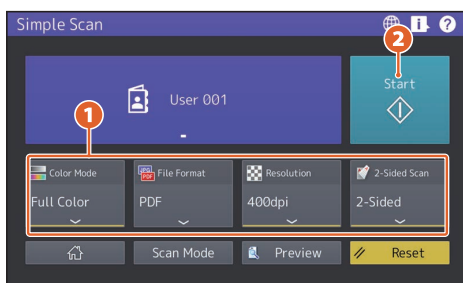 Simple Scan
2
User 001
Start
1
Color Mode
File Format
Resolution
2-Sided Scan
Full Color
PDF
400dpi
2-Sided
Scan Mode
Preview
Reset